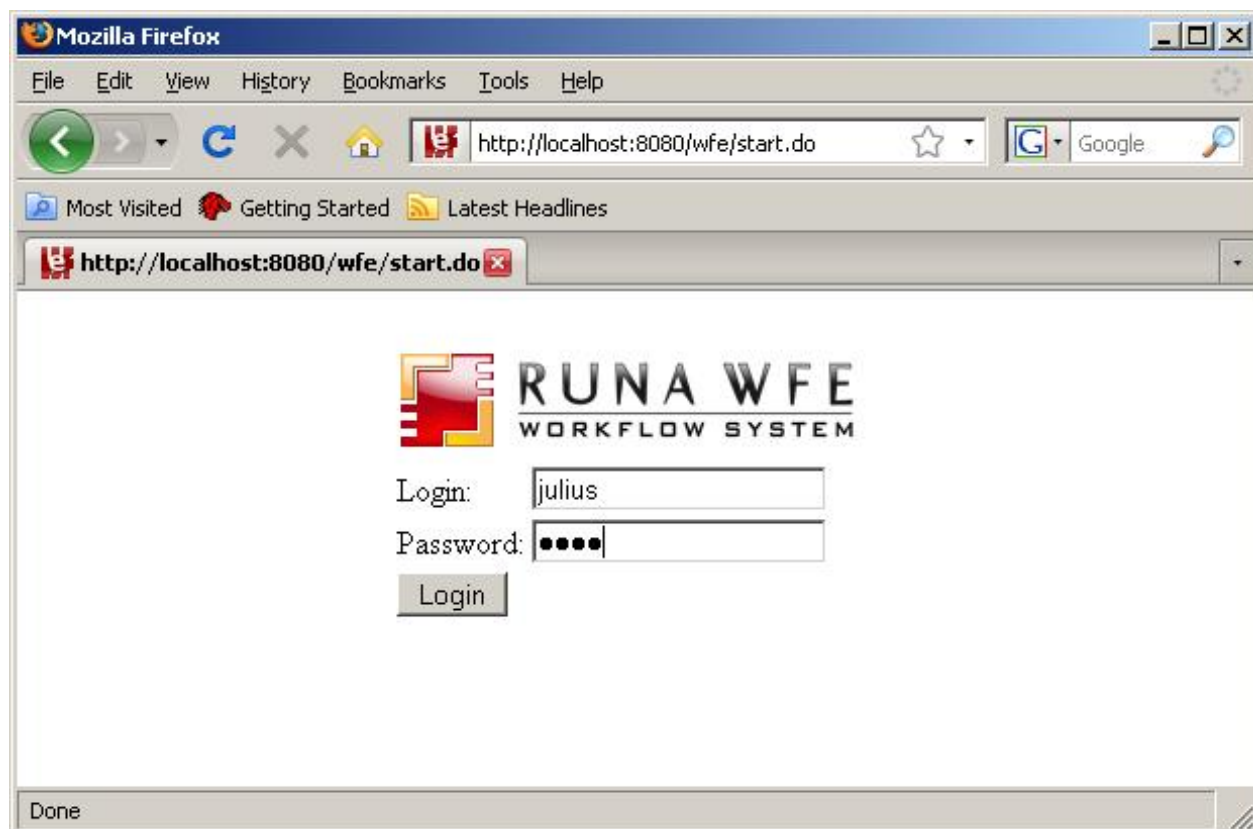 Mozilla Firefox
File Edit View History Bookmarks Tools Help
http://localhost:8080/wfe/start.do G Google
Most Visited Getting Started Latest Headlines
http://localhost:8080/wfe/start.do
RUNA WFE
WORKFLOW SYSTEM
Login: julius
Password: ●●●●
Login
Done